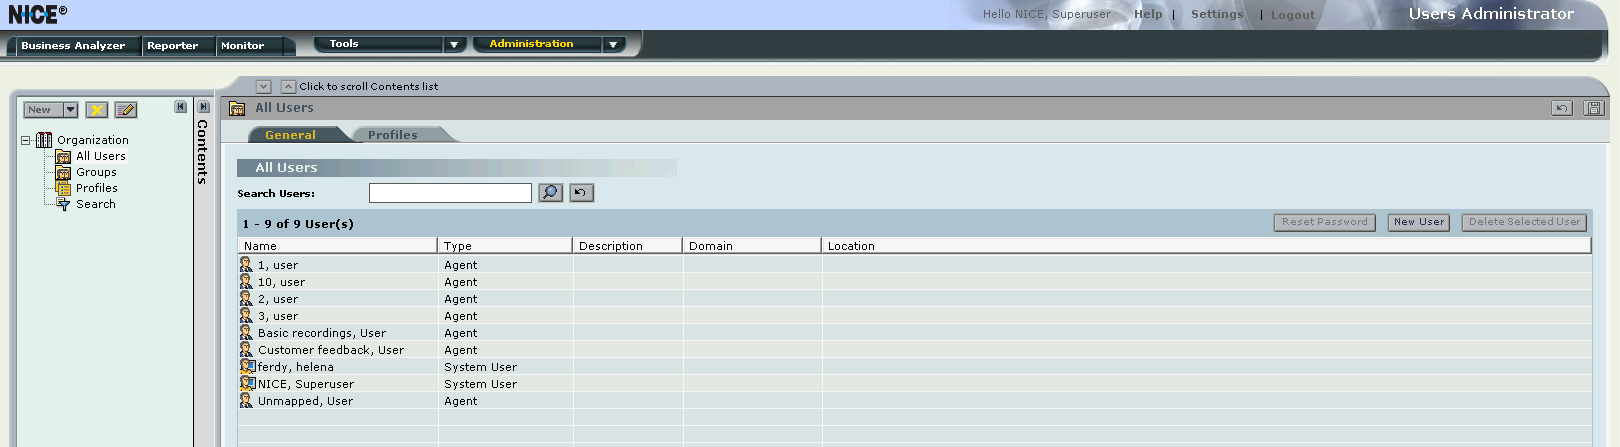 NICE®
Hello NICE, Superuser Help | Settings | Logout
Users Administrator
Business Analyzer Reporter Monitor Tools Administration
Click to scroll Contents list
New
Contents
Organization
All Users
Groups
Profiles
Search
All Users
General Profiles
All Users
Search Users:
1 - 9 of 9 User(s)
Reset Password New User Delete Selected User
Name Type Description Domain Location
1, user Agent
10, user Agent
2, user Agent
3, user Agent
Basic recordings, User Agent
Customer feedback, User Agent
ferdy, helena System User
NICE, Superuser System User
Unmapped, User Agent